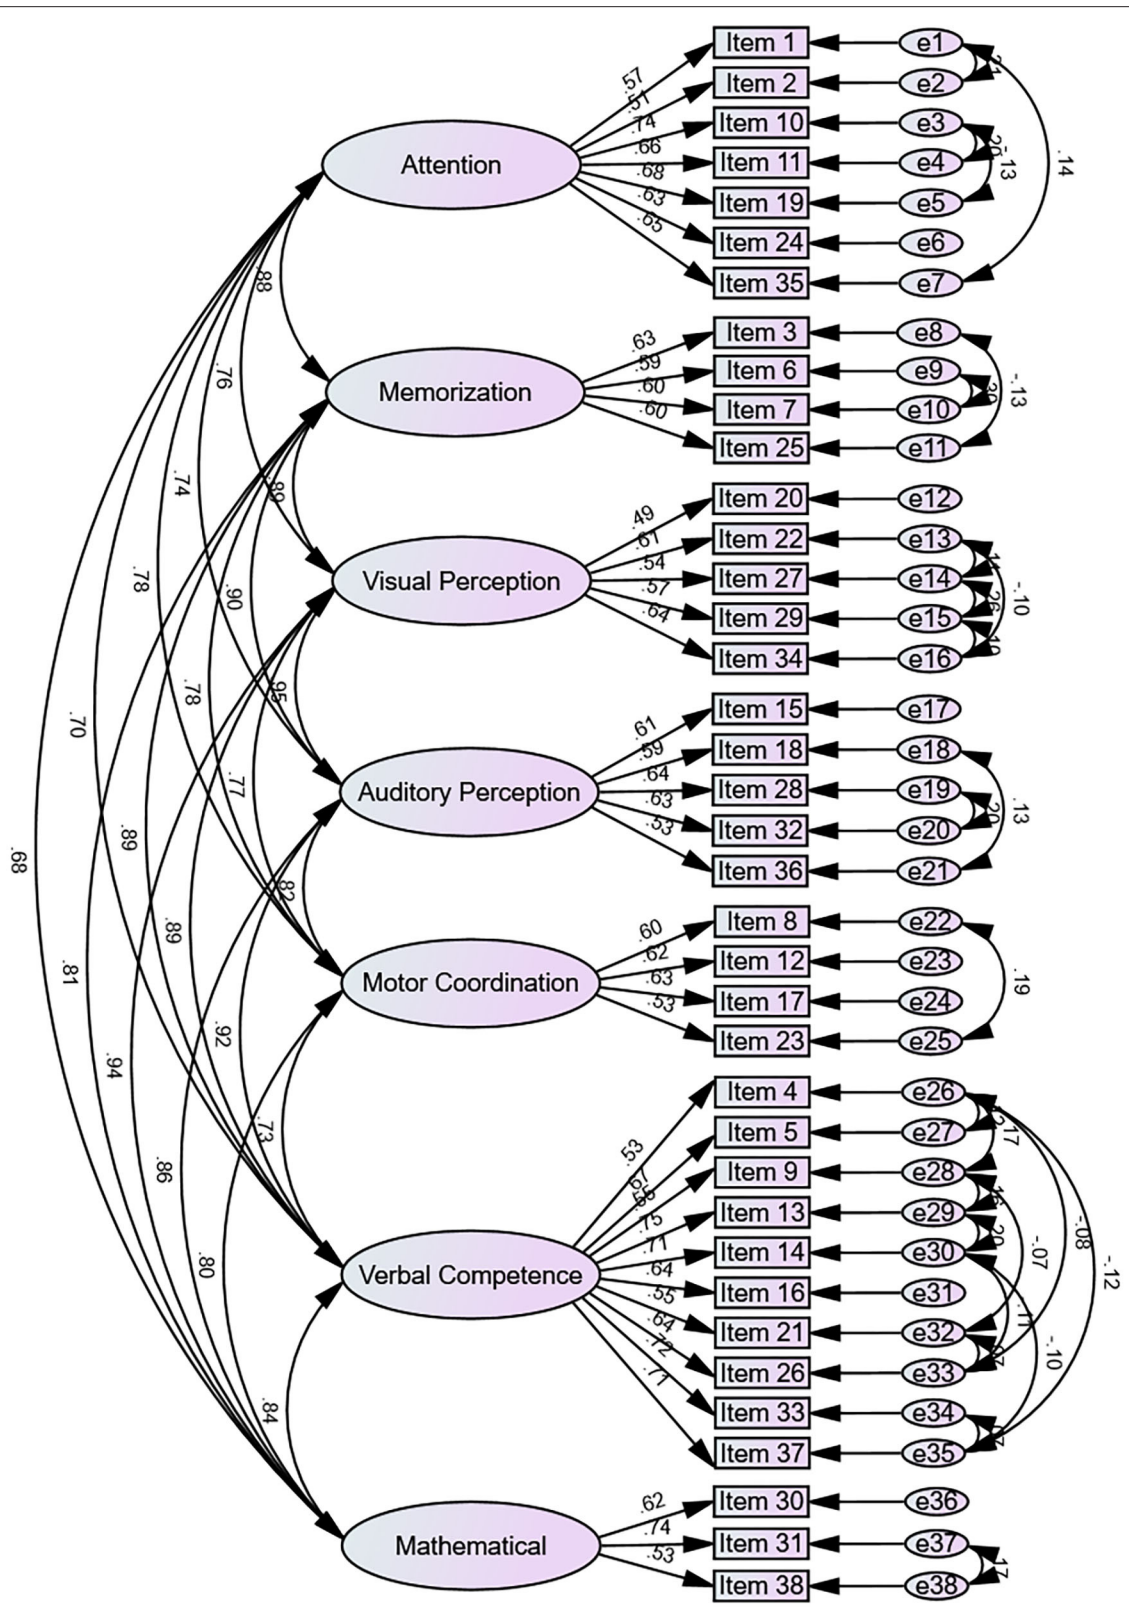 Attention
.57
.51
.74
.66
.68
.63
.65
Item 1
e1
Item 2
e2
Item 10
e3
Item 11
e4
Item 19
e5
Item 24
e6
Item 35
e7
-.13
.14
Memorization
.63
.59
.60
.60
Item 3
e8
Item 6
e9
Item 7
e10
Item 25
e11
-.13
Visual Perception
.49
.61
.54
.57
.64
Item 20
e12
Item 22
e13
Item 27
e14
Item 29
e15
Item 34
e16
.26
-.10
Auditory Perception
.61
.59
.64
.63
.53
Item 15
e17
Item 18
e18
Item 28
e19
Item 32
e20
Item 36
e21
.20
.13
Motor Coordination
.60
.62
.63
.53
Item 8
e22
Item 12
e23
Item 17
e24
Item 23
e25
.19
Verbal Competence
.53
.75
.71
.64
.55
.64
.72
.71
Item 4
e26
Item 5
e27
Item 9
e28
Item 13
e29
Item 14
e30
Item 16
e31
Item 21
e32
Item 26
e33
Item 33
e34
Item 37
e35
.17
.20
-.07
-.08
-.12
.11
-.10
Mathematical
.62
.74
.53
Item 30
e36
Item 31
e37
Item 38
e38
.17
.88
.76
.74
.78
.70
.68
.89
.90
.78
.89
.81
.95
.77
.89
.94
.82
.92
.86
.73
.80
.84